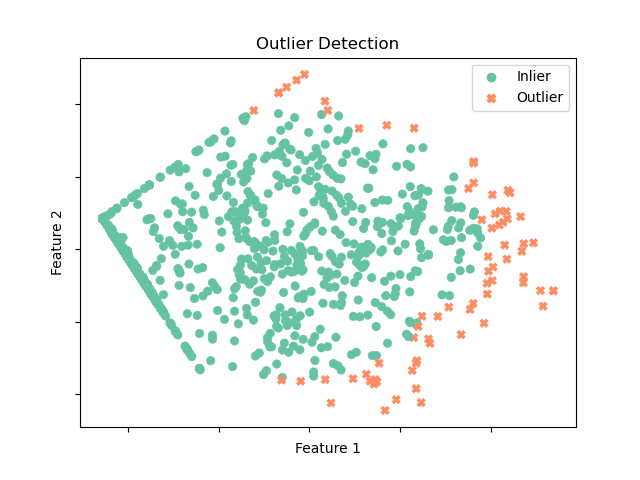 Outlier Detection
Inlier
Outlier
Feature 2
Feature 1